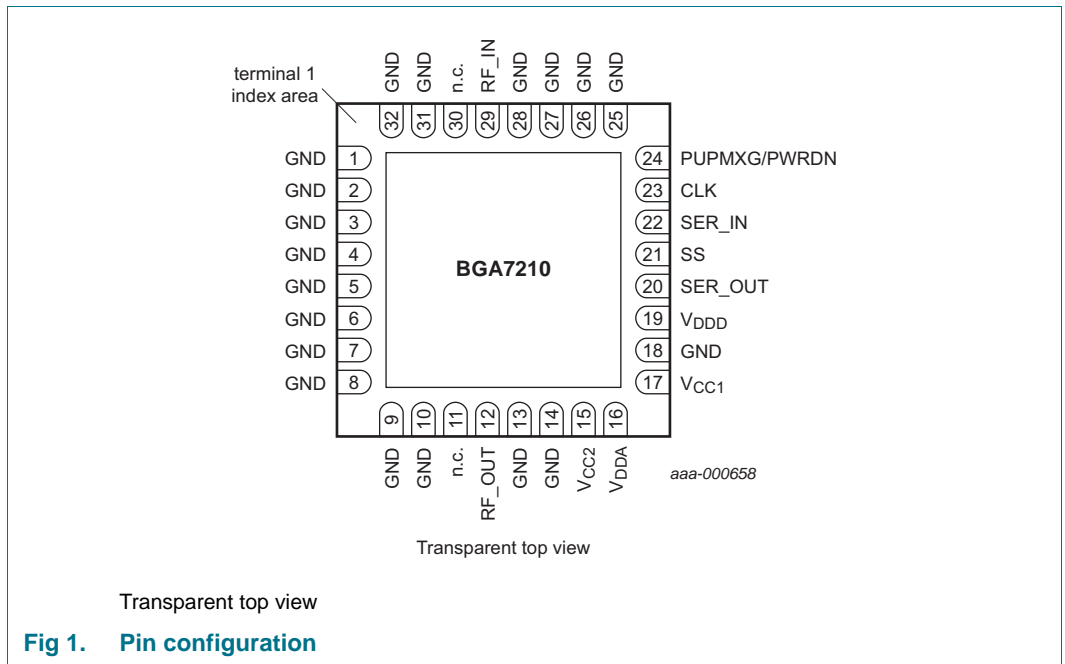 terminal 1
index area
GND
GND
n.c.
RF_IN
GND
GND
GND
GND
32
31
30
29
28
27
26
25
GND 1
GND 2
GND 3
GND 4
GND 5
GND 6
GND 7
GND 8
BGA7210
24 PUPMXG/PWRDN
23 CLK
22 SER_IN
21 SS
20 SER_OUT
19 VDDD
18 GND
17 VCC1
9
10
11
12
13
14
15
16
GND
GND
n.c.
RF_OUT
GND
GND
VCC2
VDDA
aaa-000658
Transparent top view
Transparent top view
Fig 1. Pin configuration